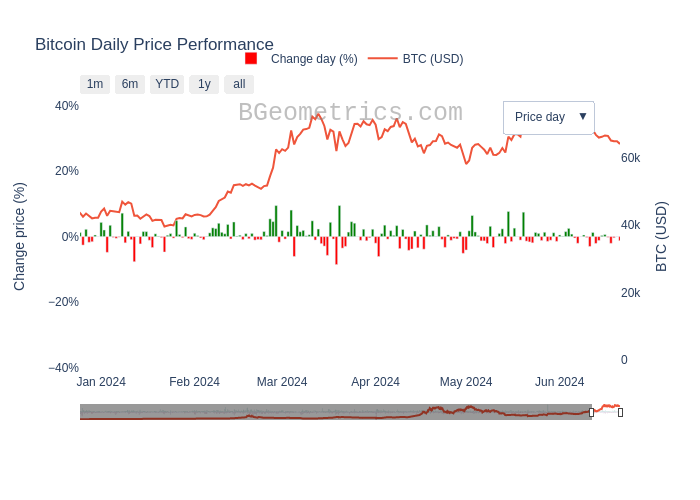 Bitcoin Daily Price Performance
Change day (%)
BTC (USD)
1m
6m
YTD
1y
all
BGeometrics.com
Price day ▼
40%
20%
0%
−20%
−40%
Change price (%)
60k
40k
20k
0
BTC (USD)
Jan 2024
Feb 2024
Mar 2024
Apr 2024
May 2024
Jun 2024